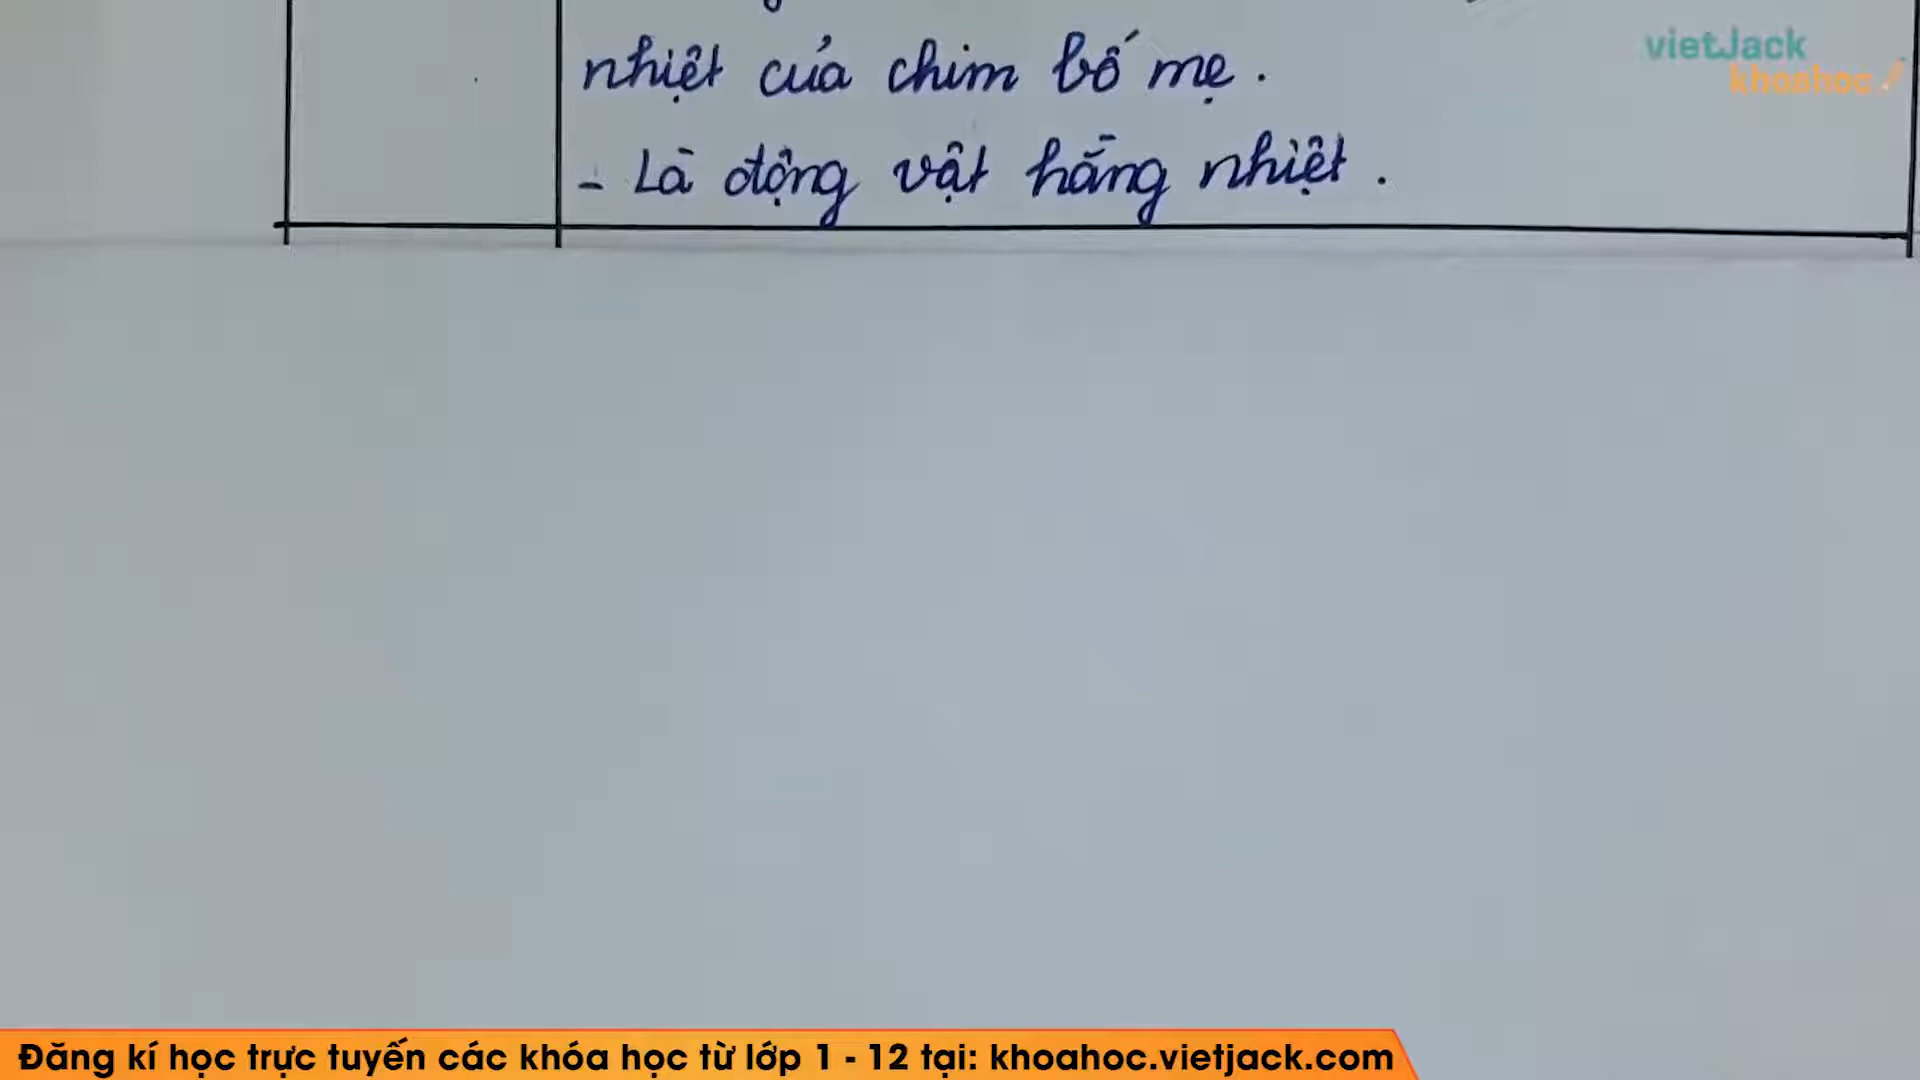 nhiệt của chim bố mẹ.
- Là động vật hằng nhiệt.
vietJack
khoahoc
Đăng kí học trực tuyến các khóa học từ lớp 1 - 12 tại: khoahoc.vietjack.com